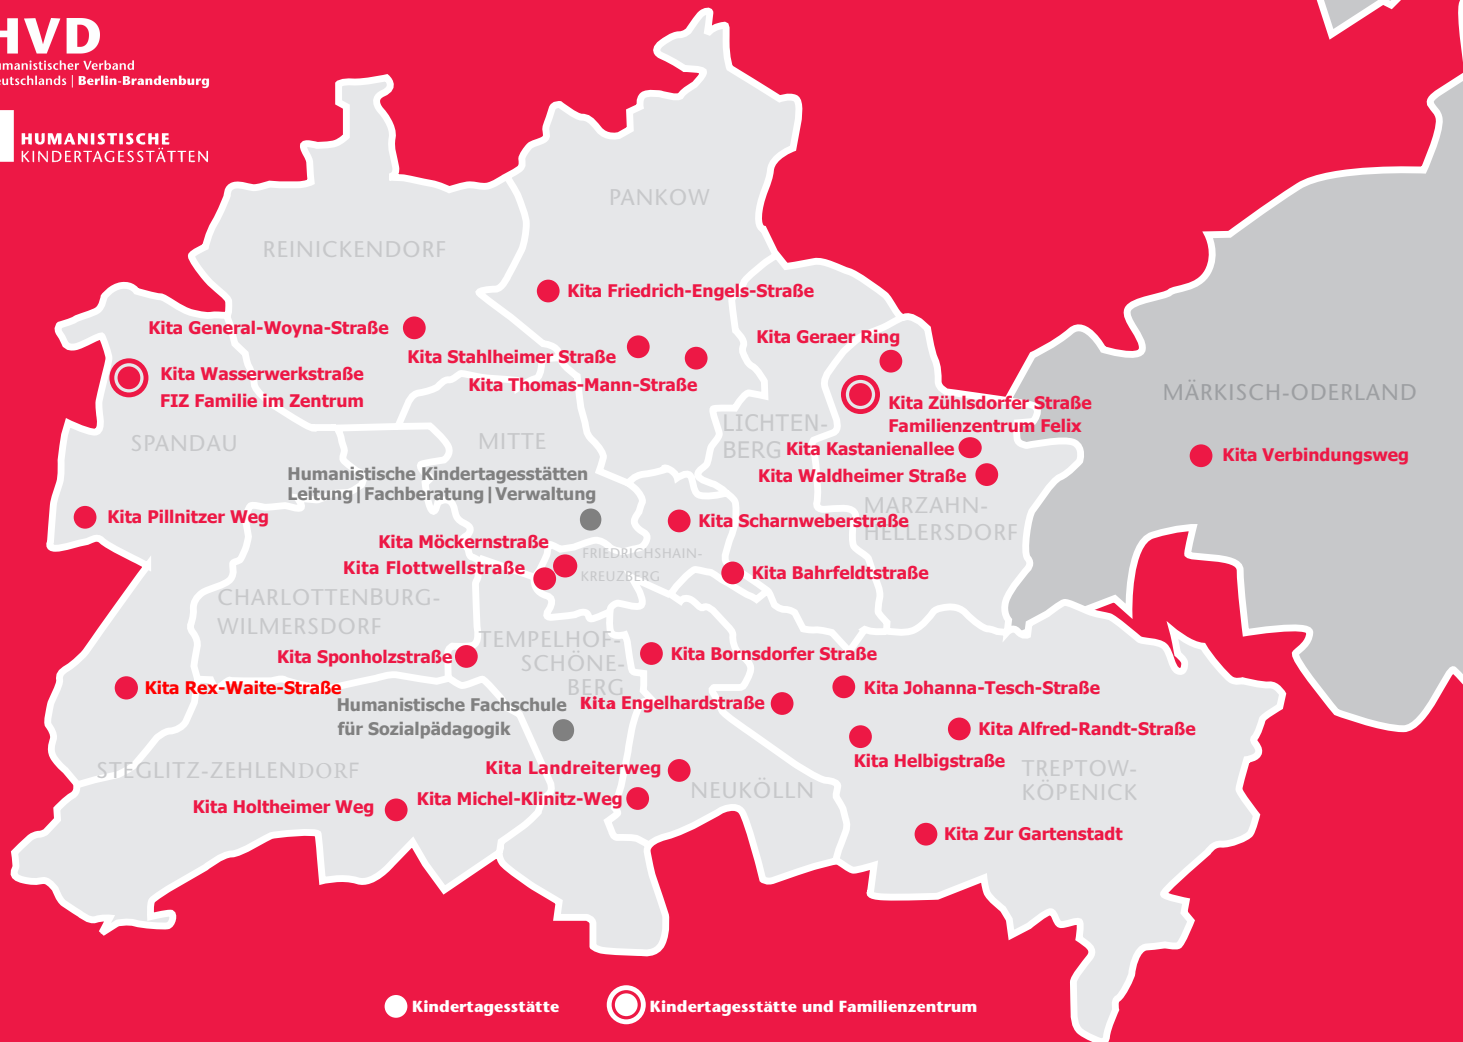 HVD
umanistischer Verband
eutschlands | Berlin-Brandenburg
HUMANISTISCHE
KINDERTAGESSTÄTTEN
PANKOW
REINICKENDORF
Kita Friedrich-Engels-Straße
Kita General-Woyna-Straße
Kita Geraer Ring
Kita Stahlheimer Straße
Kita Thomas-Mann-Straße
Kita Wasserwerkstraße
FIZ Familie im Zentrum
MÄRKISCH-ODERLAND
Kita Zühlsdorfer Straße
Familienzentrum Felix
LICHTEN-
BERG
SPANDAU
MITTE
Kita Kastanienallee
Kita Verbindungsweg
Kita Waldheimer Straße
Humanistische Kindertagesstätten
Leitung | Fachberatung | Verwaltung
MARZAHN-
HELLERSDORF
Kita Pillnitzer Weg
Kita Scharnweberstraße
Kita Möckernstraße
FRIEDRICHSHAIN-
KREUZBERG
Kita Flottwellstraße
Kita Bahrfeldtstraße
CHARLOTTENBURG-
WILMERSDORF
TEMPELHOF-
SCHÖNE-
BERG
Kita Sponholzstraße
Kita Bornsdorfer Straße
Kita Rex-Waite-Straße
Kita Johanna-Tesch-Straße
Humanistische Fachschule
für Sozialpädagogik
Kita Engelhardstraße
Kita Alfred-Randt-Straße
Kita Helbigstraße
STEGLITZ-ZEHLENDORF
Kita Landreiterweg
TREPTOW-
KÖPENICK
NEUKÖLLN
Kita Holtheimer Weg
Kita Michel-Klinitz-Weg
Kita Zur Gartenstadt
Kindertagesstätte
Kindertagesstätte und Familienzentrum